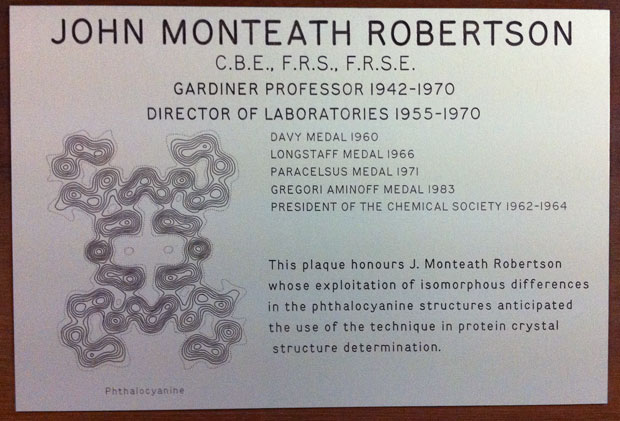 JOHN MONTEATH ROBERTSON
C.B.E., F.R.S., F.R.S.E.
GARDINER PROFESSOR 1942-1970
DIRECTOR OF LABORATORIES 1955-1970
DAVY MEDAL 1960
LONGSTAFF MEDAL 1966
PARACELSUS MEDAL 1971
GREGORI AMINOFF MEDAL 1983
PRESIDENT OF THE CHEMICAL SOCIETY 1962-1964
This plaque honours J. Monteath Robertson
whose exploitation of isomorphous differences
in the phthalocyanine structures anticipated
the use of the technique in protein crystal
structure determination.
Phthalocyanine